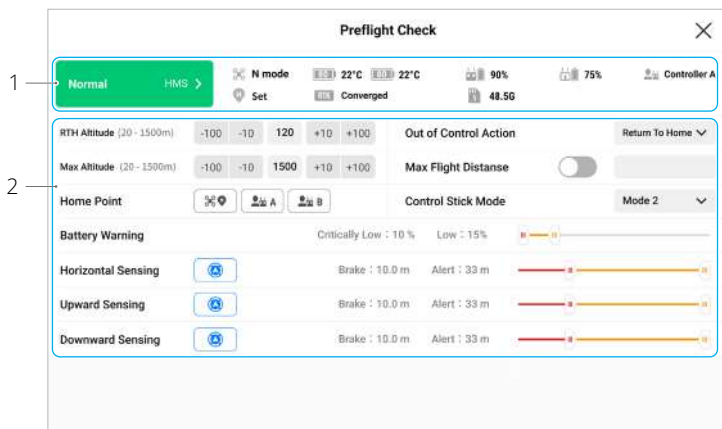 Preflight Check
1
Normal HMS
N mode 22°C 22°C 90% 75% Controller A
Set RTK Converged 48.5G
2
RTH Altitude (20 - 1500m) -100 -10 120 +10 +100 Out of Control Action Return To Home
Max Altitude (20 - 1500m) -100 -10 1500 +10 +100 Max Flight Distanse
Home Point A B Control Stick Mode Mode 2
Battery Warning Critically Low : 10 % Low : 15%
Horizontal Sensing Brake : 10.0 m Alert : 33 m
Upward Sensing Brake : 10.0 m Alert : 33 m
Downward Sensing Brake : 10.0 m Alert : 33 m